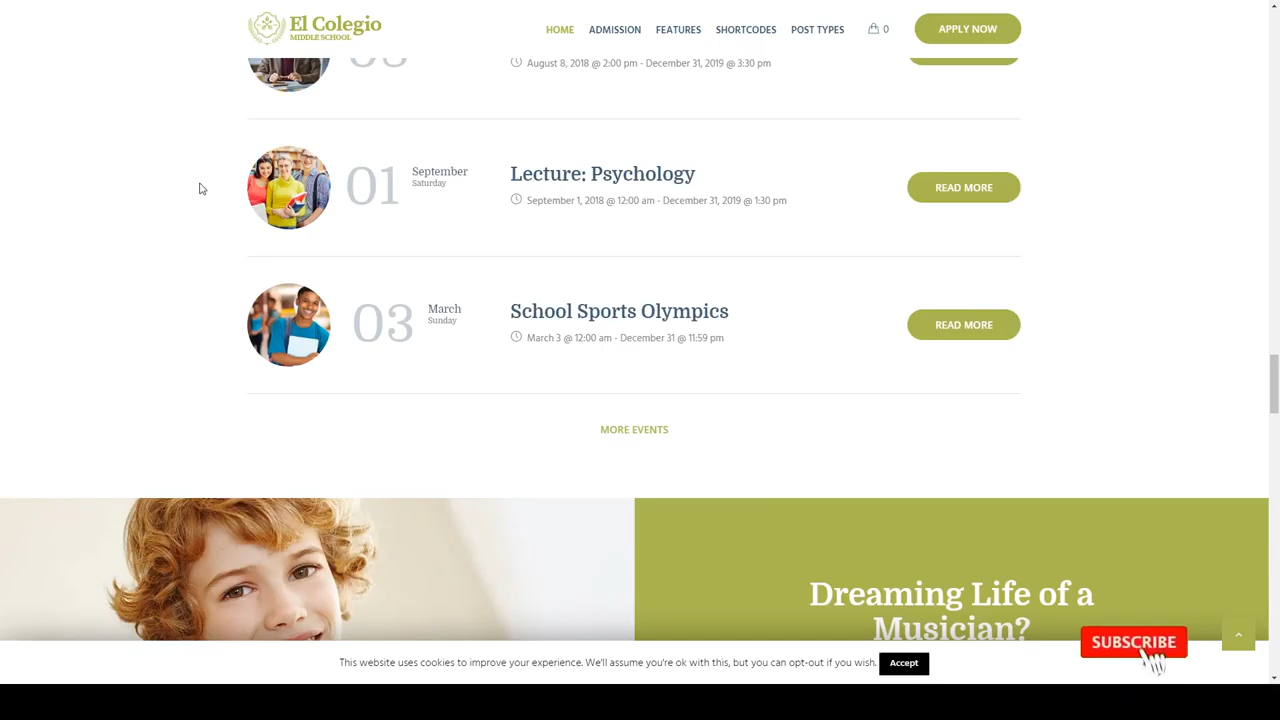 El Colegio
MIDDLE SCHOOL
HOME ADMISSION FEATURES SHORTCODES POST TYPES 0 APPLY NOW
August 8, 2018 @ 2:00 pm - December 31, 2019 @ 3:30 pm
01 September
Saturday
Lecture: Psychology
September 1, 2018 @ 12:00 am - December 31, 2019 @ 1:30 pm
READ MORE
03 March
Sunday
School Sports Olympics
March 3 @ 12:00 am - December 31 @ 11:59 pm
READ MORE
MORE EVENTS
Dreaming Life of a
Musician?
SUBSCRIBE
This website uses cookies to improve your experience. We'll assume you're ok with this, but you can opt-out if you wish. Accept